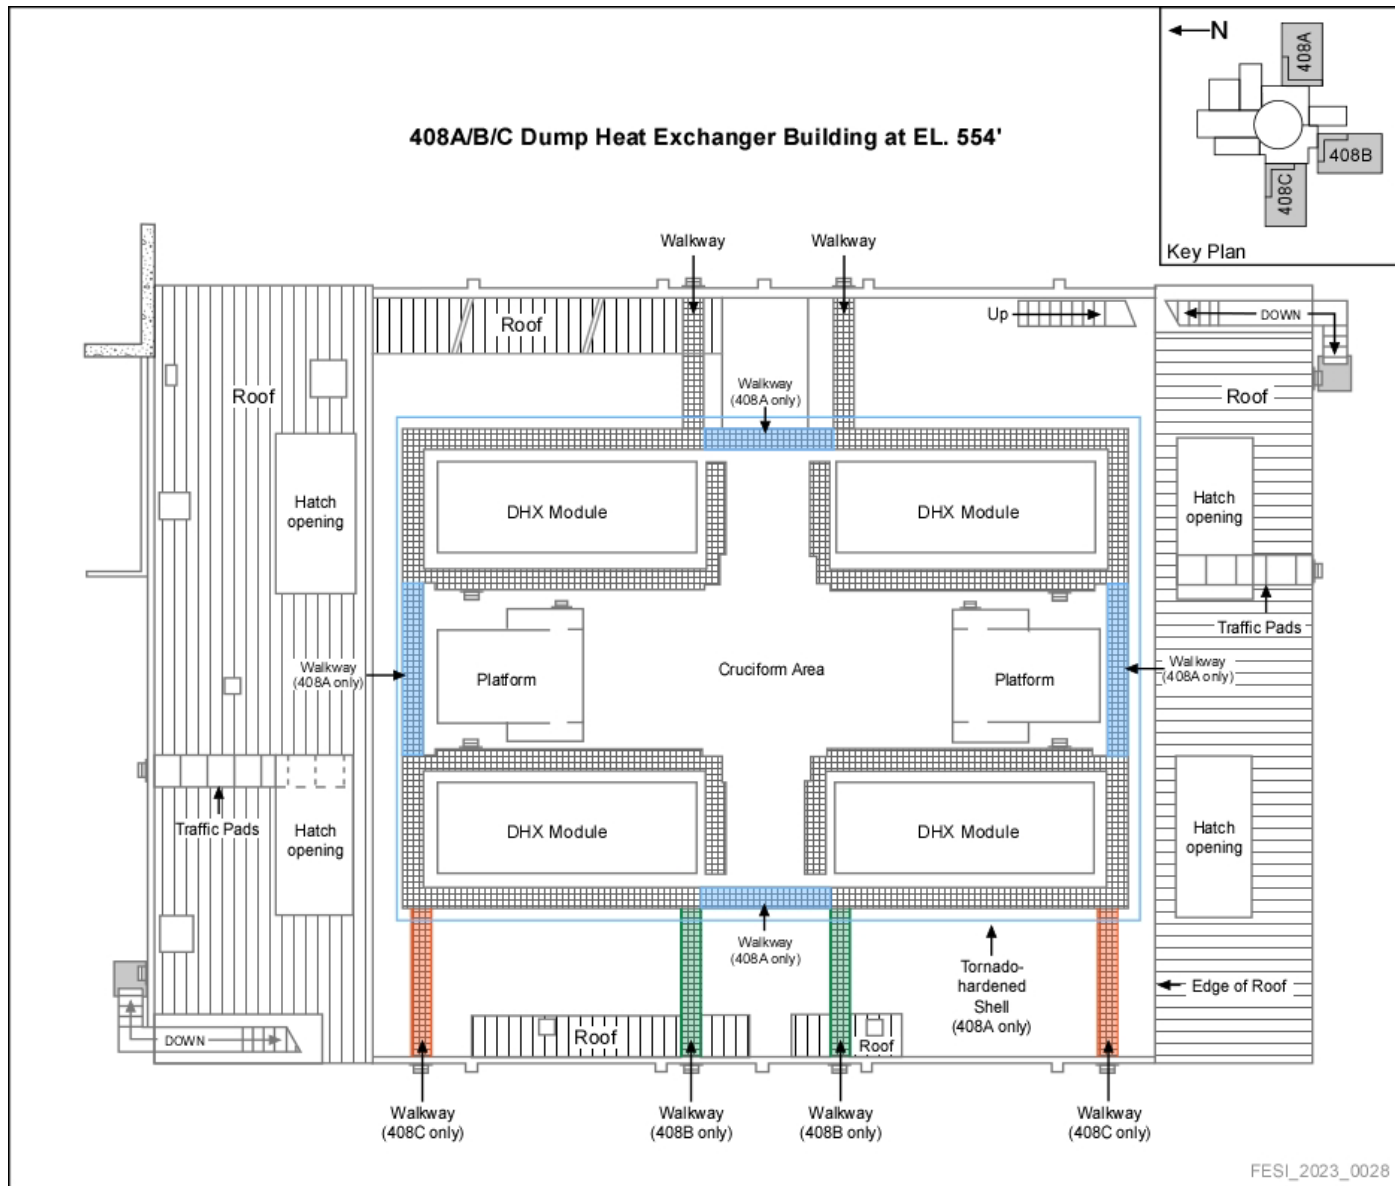 N
408A
408B
408C
Key Plan
408A/B/C Dump Heat Exchanger Building at EL. 554'
Walkway
Walkway
Roof
Up
DOWN
Roof
Walkway
(408A only)
Roof
Hatch
opening
DHX Module
DHX Module
Hatch
opening
Traffic Pads
Walkway
(408A only)
Platform
Cruciform Area
Platform
Walkway
(408A only)
Traffic Pads
Hatch
opening
DHX Module
DHX Module
Hatch
opening
Walkway
(408A only)
Tornado-
hardened
Shell
(408A only)
Edge of Roof
DOWN
Roof
Roof
Walkway
(408C only)
Walkway
(408B only)
Walkway
(408B only)
Walkway
(408C only)
FESI_2023_0028